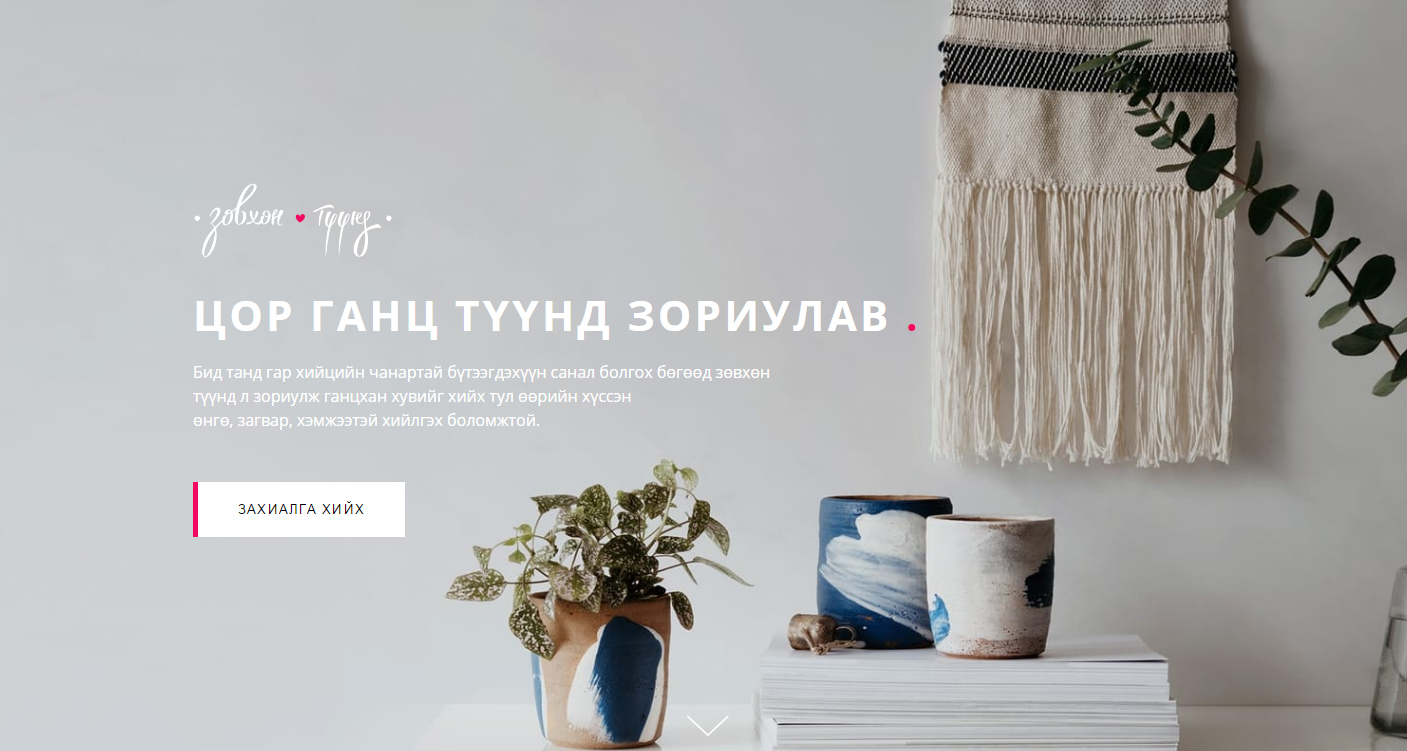 зөвхөн ♥ түүнд
ЦОР ГАНЦ ТҮҮНД ЗОРИУЛАВ .
Бид танд гар хийцийн чанартай бүтээгдэхүүн санал болгох бөгөөд зөвхөн
түүнд л зориулж ганцхан хувийг хийх тул өөрийн хүссэн
өнгө, загвар, хэмжээтэй хийлгэх боломжтой.
ЗАХИАЛГА ХИЙХ